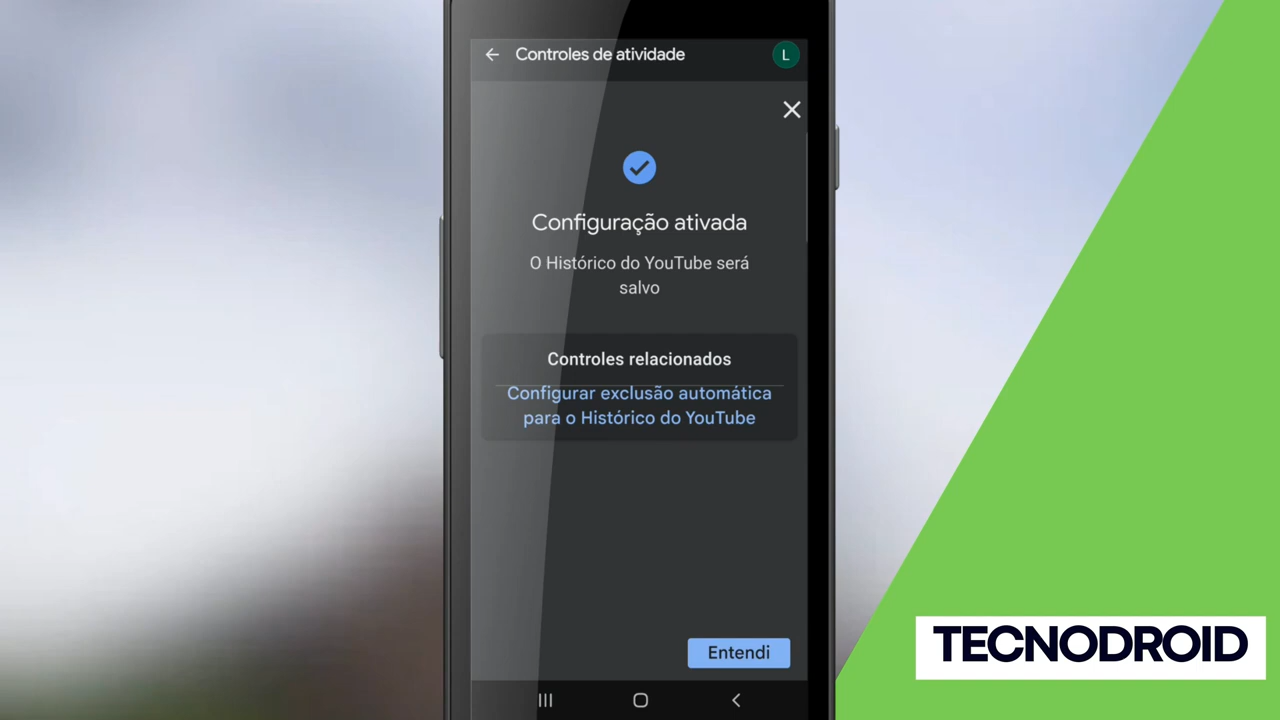 Controles de atividade
L
Configuração ativada
O Histórico do YouTube será
salvo
Controles relacionados
Configurar exclusão automática
para o Histórico do YouTube
Entendi
TECNODROID